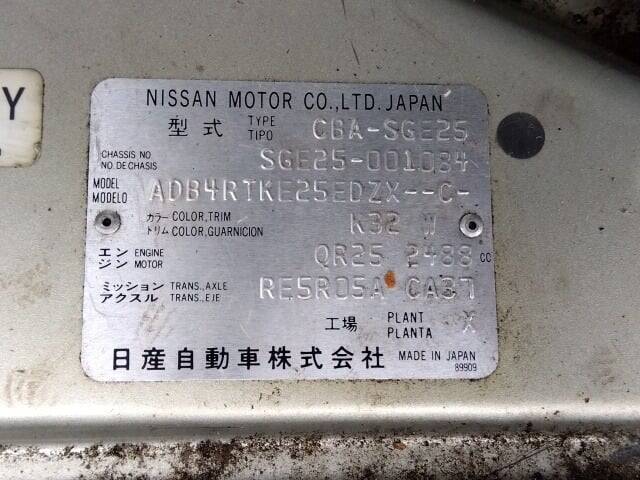 Y
NISSAN MOTOR CO.,LTD.JAPAN
型式 TYPE TIPO CBA-SGE25
CHASSIS NO NO DE CHASIS SGE25-001084
MODEL MODELO ADB4RTKE25EDZX--C-
カラー COLOR,TRIM トリム COLOR,GUARNICION K32 W
エンジン ENGINE MOTOR QR25 2488 CC
ミッション TRANS.,AXLE アクスル TRANS.,EJE RE5R05A CA37
工場 PLANT PLANTA X
日産自動車株式会社 MADE IN JAPAN
89909